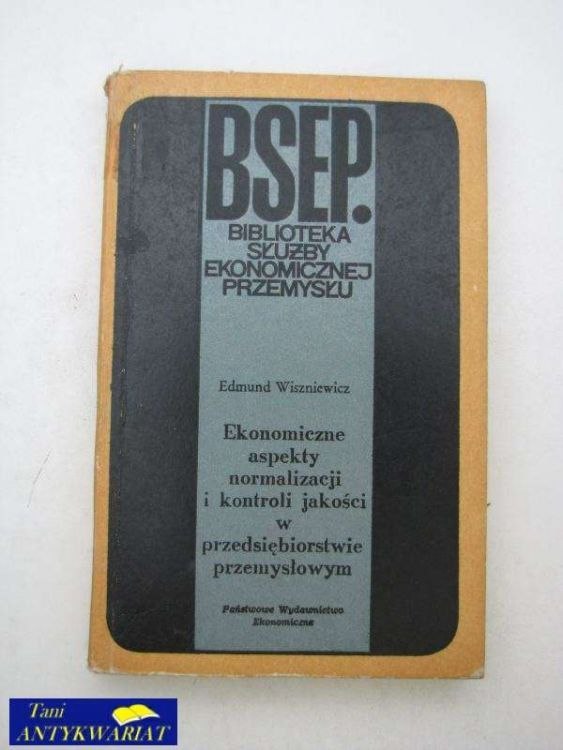 BSEP.
BIBLIOTEKA
SŁUŻBY
EKONOMICZNEJ
PRZEMYSŁU
Edmund Wiszniewicz
Ekonomiczne
aspekty
normalizacji
i kontroli jakości
w
przedsiębiorstwie
przemysłowym
Państwowe Wydawnictwo
Ekonomiczne
Tani
ANTYKWARIAT